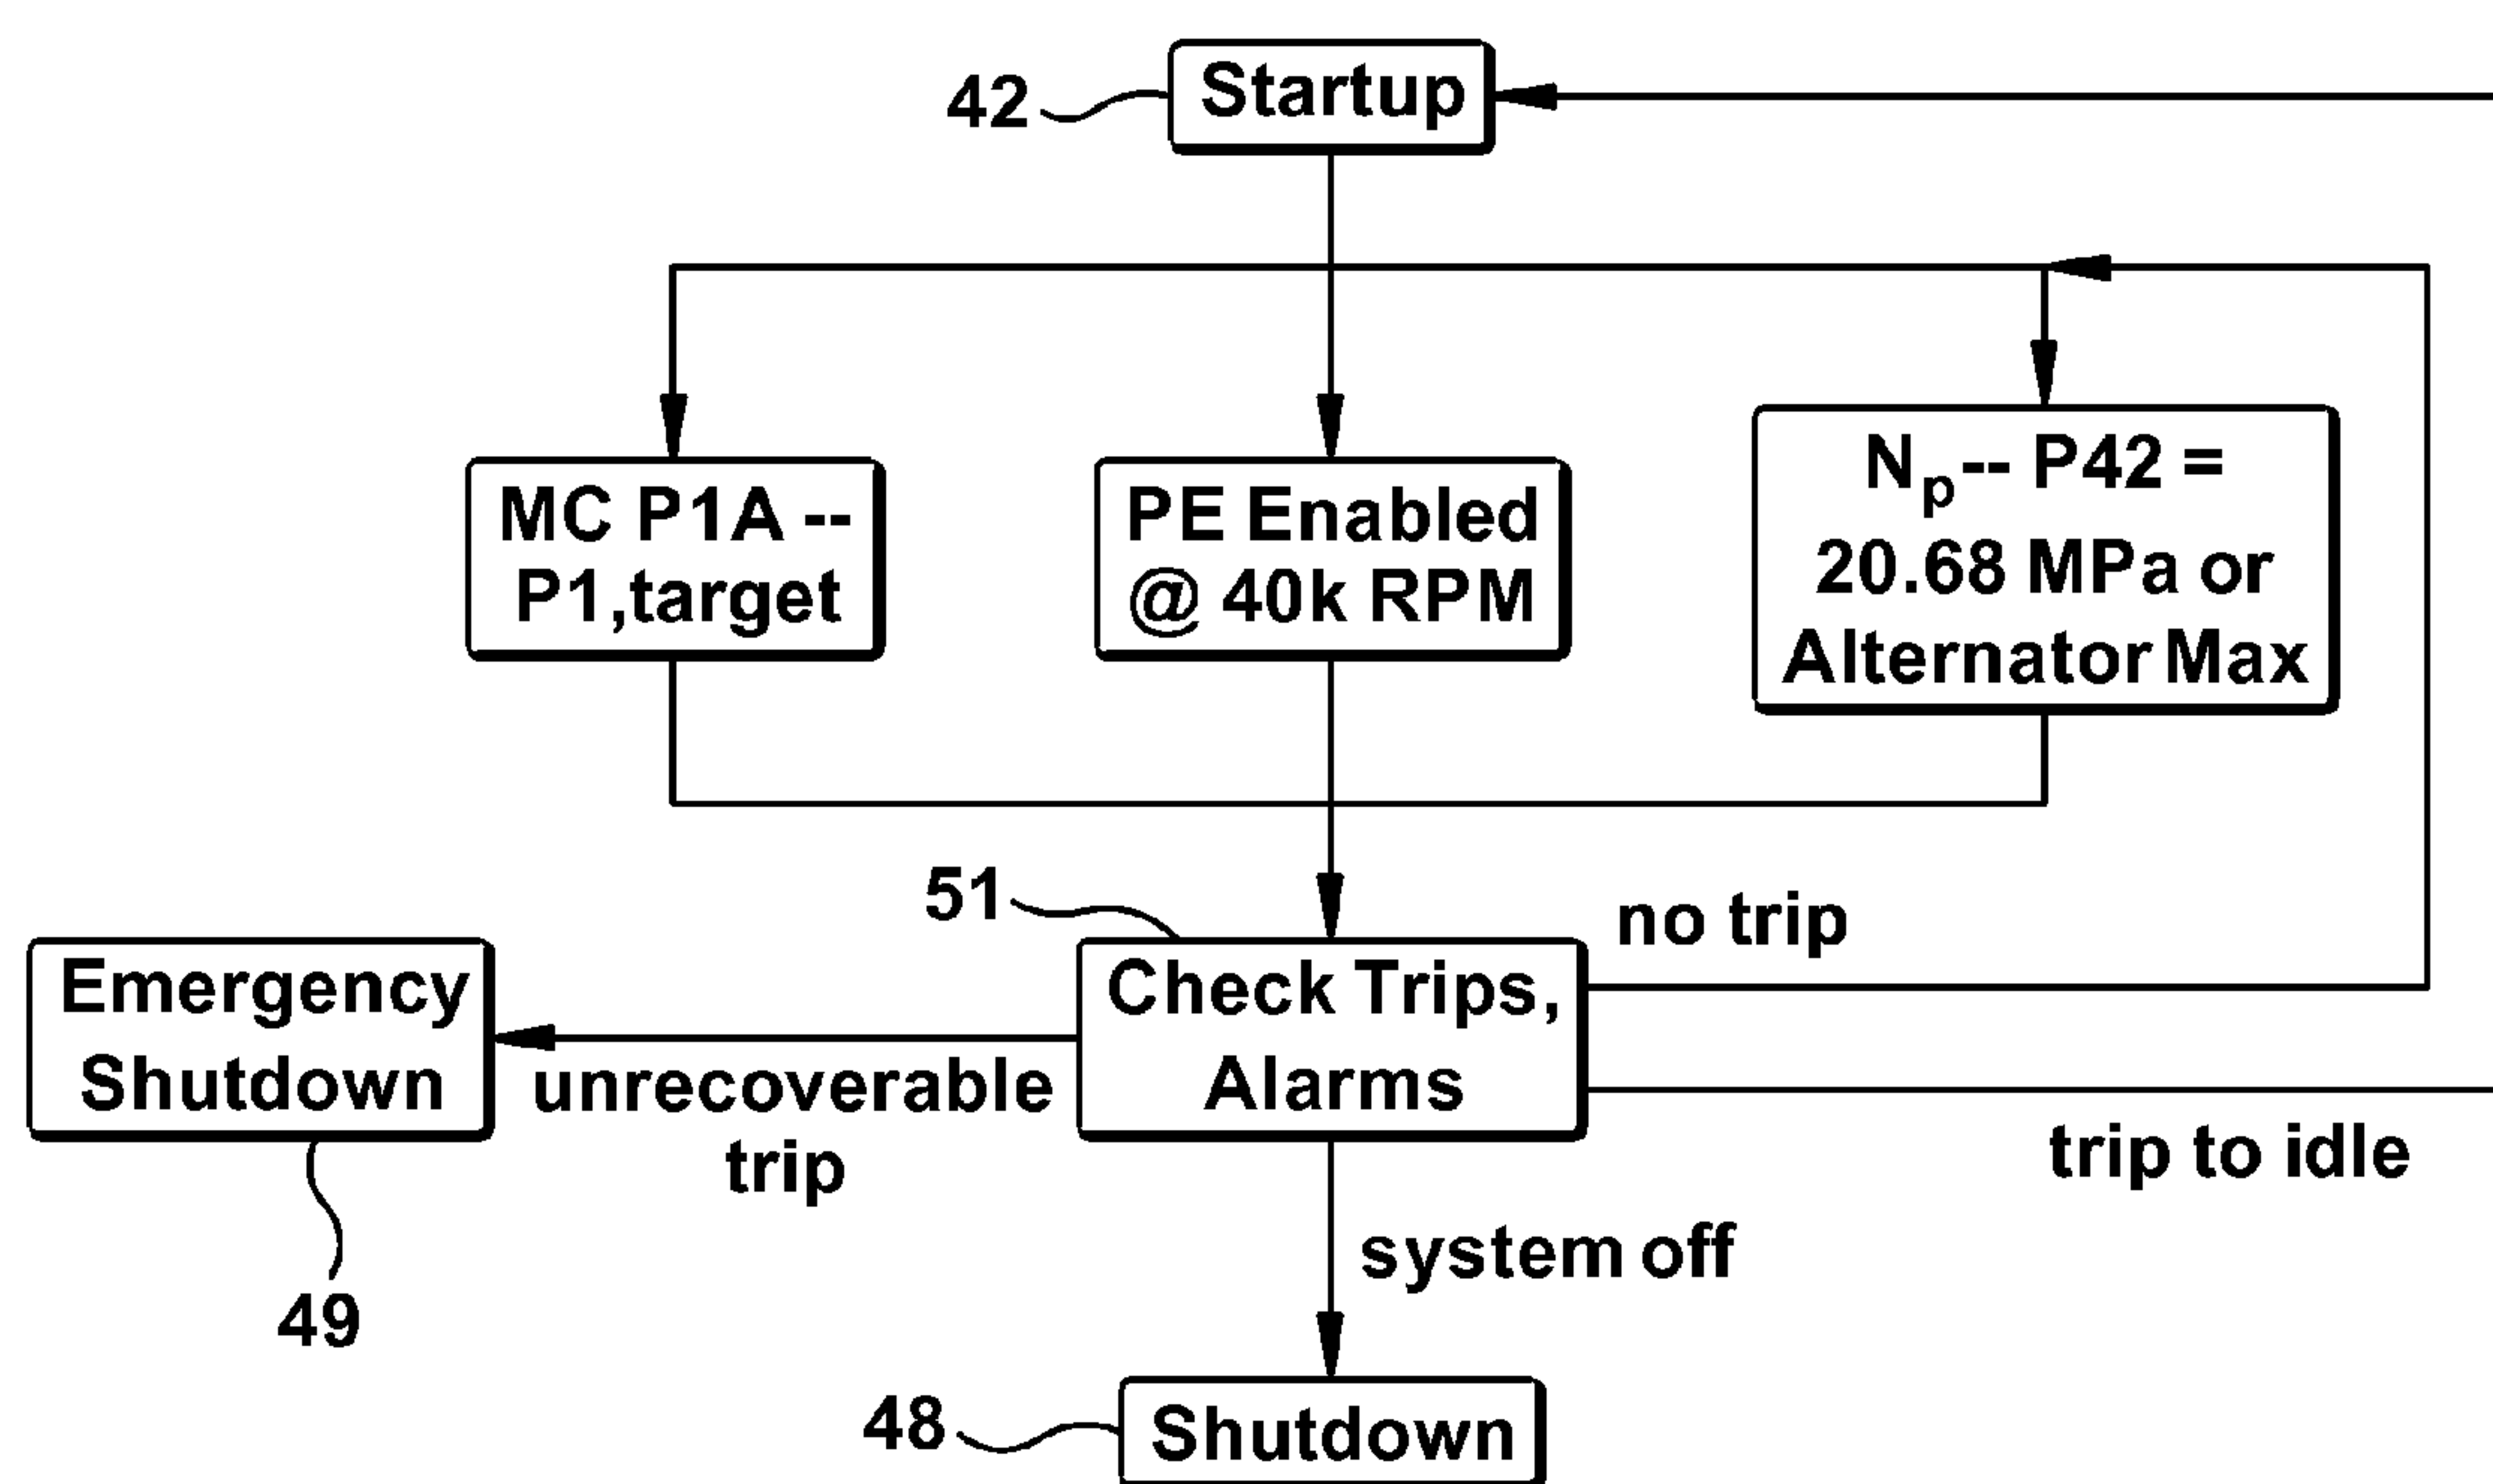 42
Startup
MC P1A --
P1,target
PE Enabled
@ 40k RPM
Np-- P42 =
20.68 MPa or
Alternator Max
51
no trip
Emergency
Shutdown
unrecoverable
trip
Check Trips,
Alarms
trip to idle
49
system off
48
Shutdown